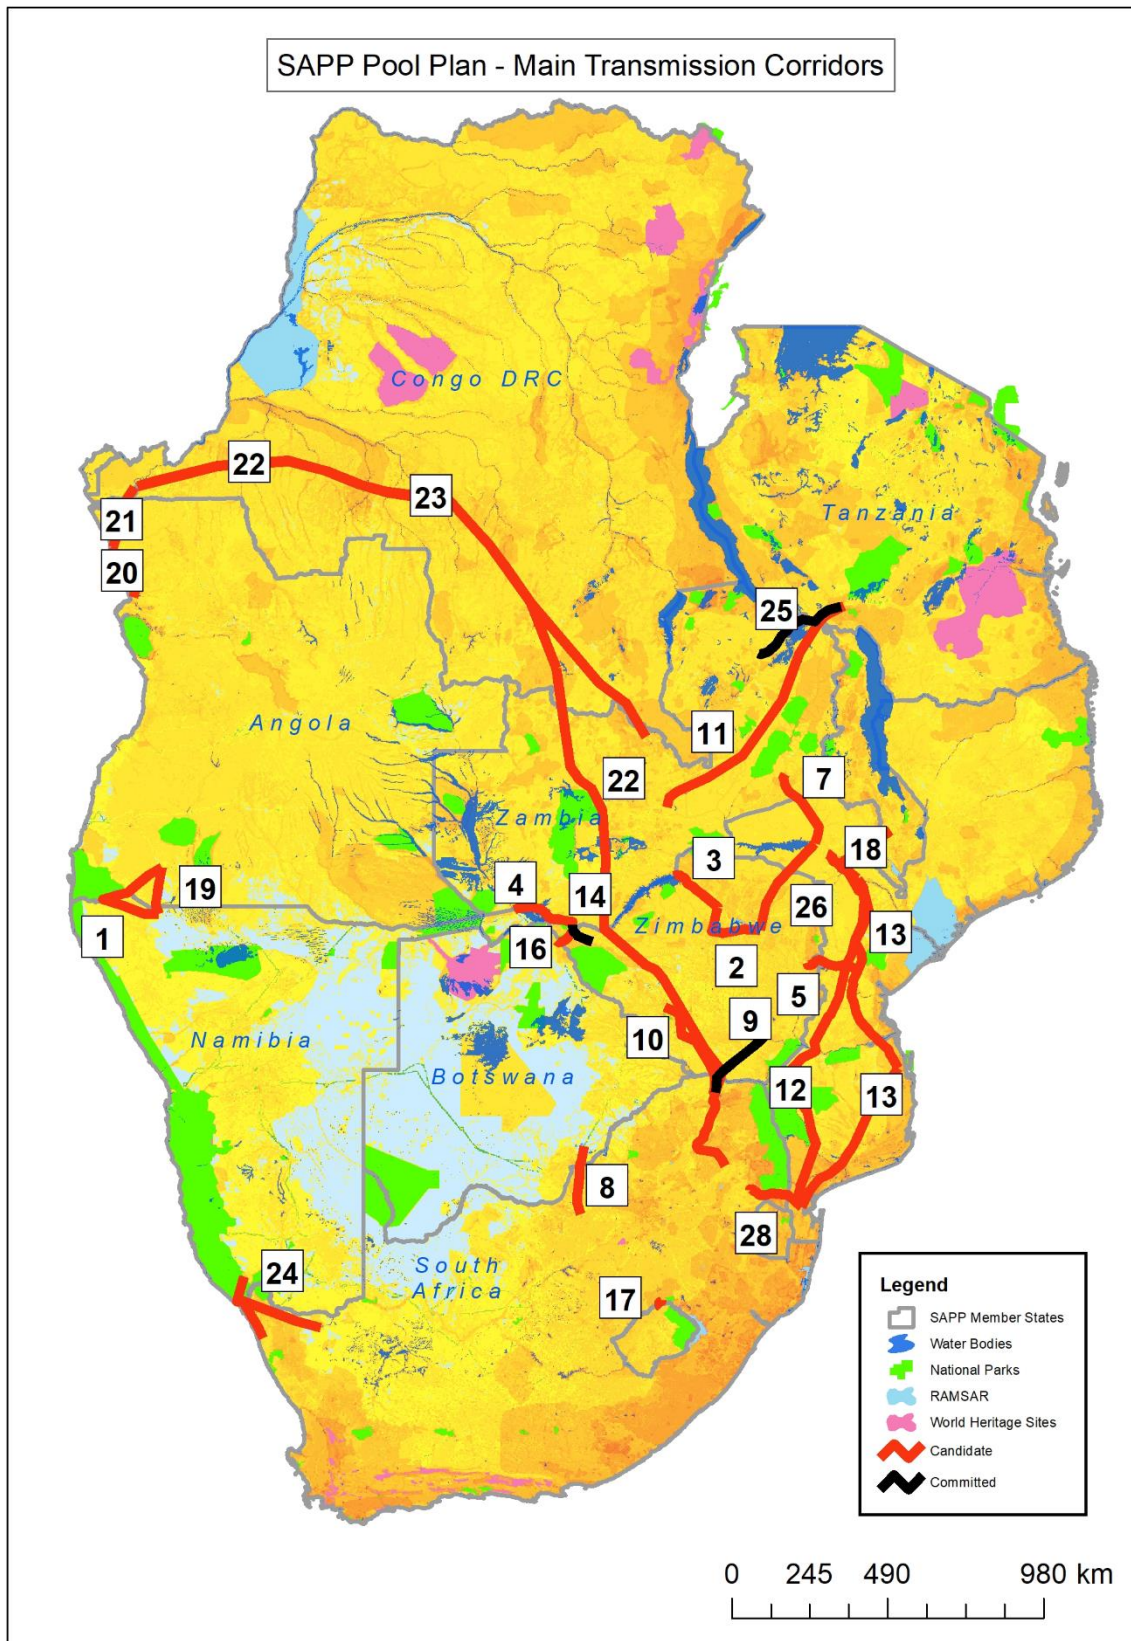 SAPP Pool Plan - Main Transmission Corridors
Congo DRC
22
23
21
Tanzania
20
25
Angola
11
22
7
Zambia
3
18
4
14
19
26
Zimbabwe
1
13
16
2
5
9
10
Namibia
Botswana
12
13
8
28
South
Africa
24
17
Legend
SAPP Member States
Water Bodies
National Parks
RAMSAR
World Heritage Sites
Candidate
Committed
0 245 490 980 km